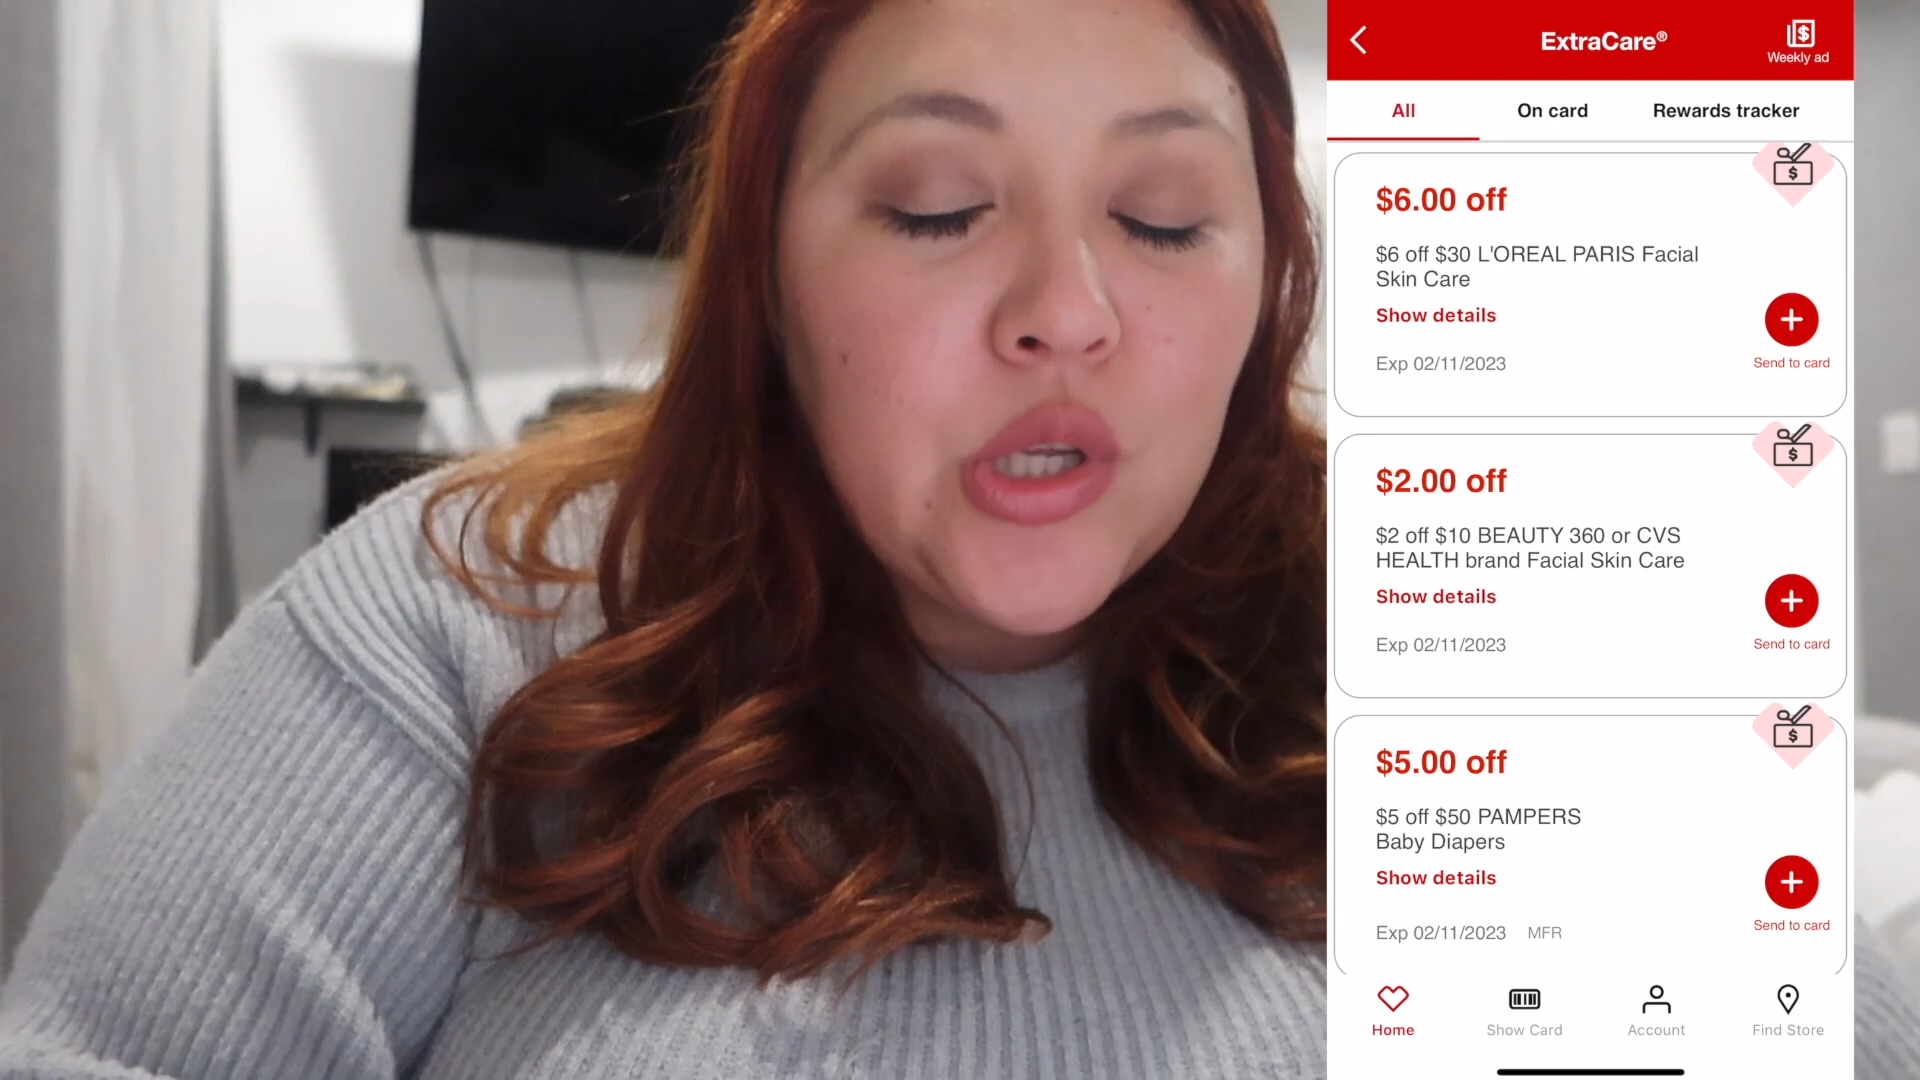 ExtraCare®
Weekly ad
All
On card
Rewards tracker
$
$6.00 off
$6 off $30 L'OREAL PARIS Facial
Skin Care
Show details
Exp 02/11/2023
Send to card
$
$2.00 off
$2 off $10 BEAUTY 360 or CVS
HEALTH brand Facial Skin Care
Show details
Exp 02/11/2023
Send to card
$
$5.00 off
$5 off $50 PAMPERS
Baby Diapers
Show details
Exp 02/11/2023 MFR
Send to card
Home
Show Card
Account
Find Store